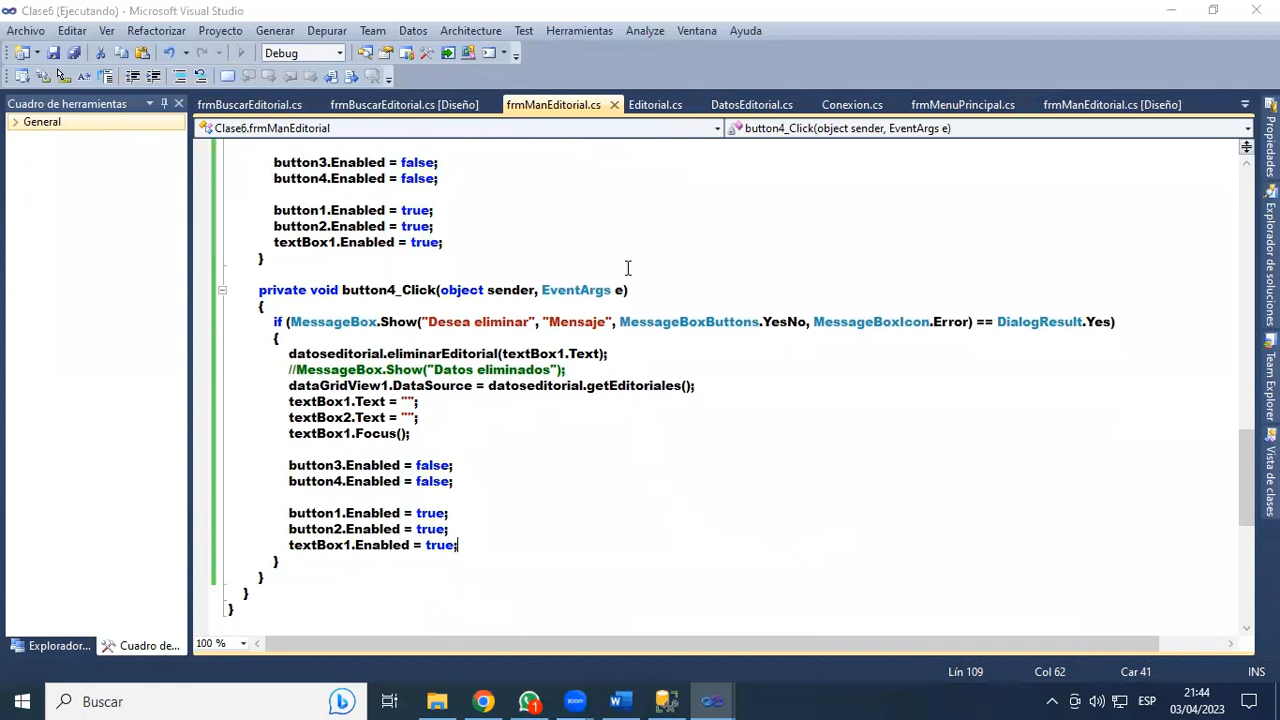 Clase6 (Ejecutando) - Microsoft Visual Studio
Archivo Editar Ver Refactorizar Proyecto Generar Depurar Team Datos Architecture Test Herramientas Analyze Ventana Ayuda
Debug
Cuadro de herramientas
frmBuscarEditorial.cs frmBuscarEditorial.cs [Diseño] frmManEditorial.cs Editorial.cs DatosEditorial.cs Conexion.cs frmMenuPrincipal.cs frmManEditorial.cs [Diseño]
General
Clase6.frmManEditorial
button4_Click(object sender, EventArgs e)
button3.Enabled = false;
button4.Enabled = false;
button1.Enabled = true;
button2.Enabled = true;
textBox1.Enabled = true;
}
private void button4_Click(object sender, EventArgs e)
{
if (MessageBox.Show("Desea eliminar", "Mensaje", MessageBoxButtons.YesNo, MessageBoxIcon.Error) == DialogResult.Yes)
{
datoseditorial.eliminarEditorial(textBox1.Text);
//MessageBox.Show("Datos eliminados");
dataGridView1.DataSource = datoseditorial.getEditoriales();
textBox1.Text = "";
textBox2.Text = "";
textBox1.Focus();
button3.Enabled = false;
button4.Enabled = false;
button1.Enabled = true;
button2.Enabled = true;
textBox1.Enabled = true;
}
}
}
}
Propiedades
Explorador de soluciones
Team Explorer
Vista de clases
Explorador... Cuadro de...
100 %
Lín 109 Col 62 Car 41 INS
Buscar
1
zoom
ESP
21:44
03/04/2023